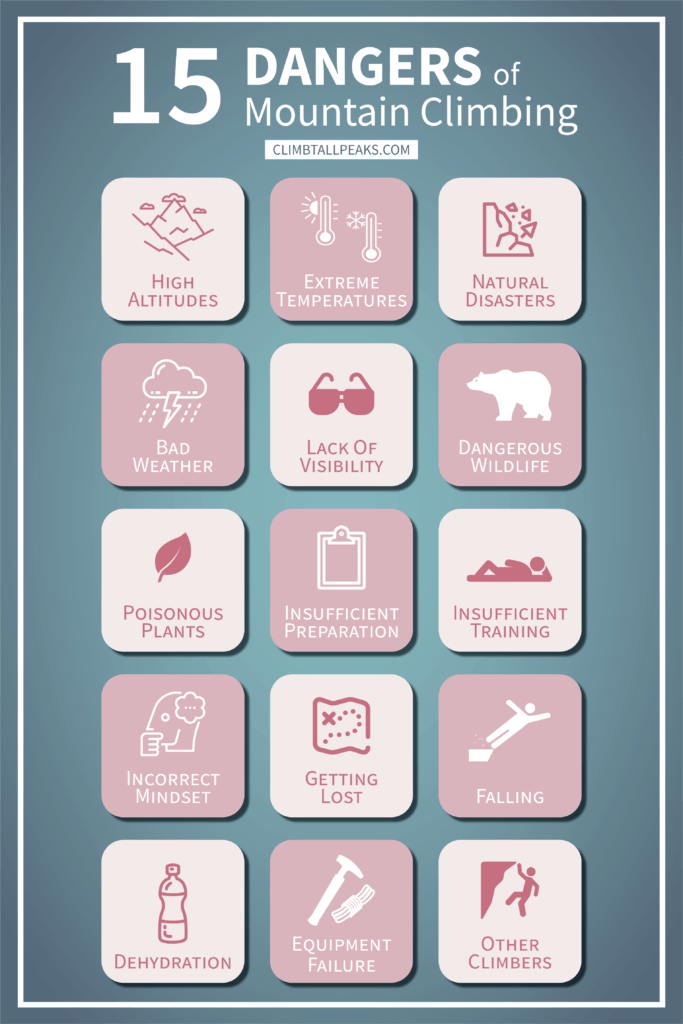 15 DANGERS of
Mountain Climbing
CLIMBTALLPEAKS.COM
HIGH
ALTITUDES
EXTREME
TEMPERATURES
NATURAL
DISASTERS
BAD
WEATHER
LACK OF
VISIBILITY
DANGEROUS
WILDLIFE
POISONOUS
PLANTS
INSUFFICIENT
PREPARATION
INSUFFICIENT
TRAINING
INCORRECT
MINDSET
GETTING
LOST
FALLING
DEHYDRATION
EQUIPMENT
FAILURE
OTHER
CLIMBERS